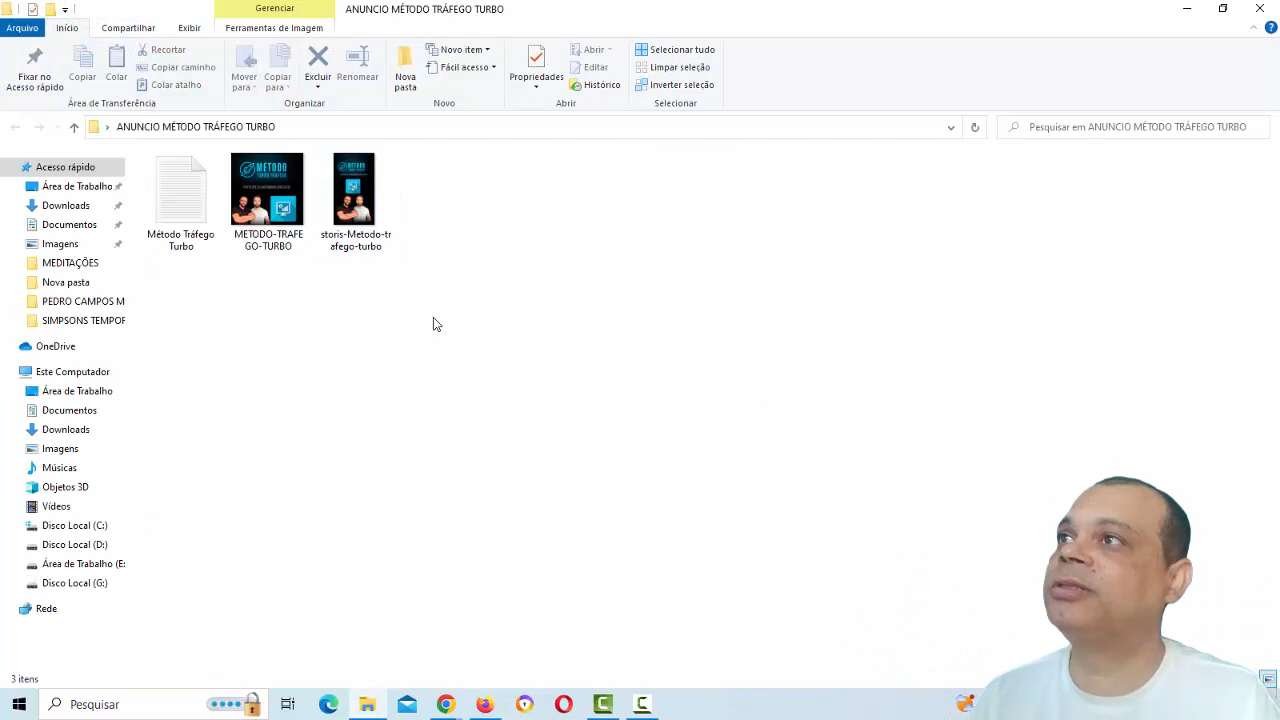 Gerenciar
ANUNCIO MÉTODO TRÁFEGO TURBO
Arquivo
Início
Compartilhar
Exibir
Ferramentas de Imagem
Fixar no
Acesso rápido
Copiar
Colar
Recortar
Copiar caminho
Colar atalho
Área de Transferência
Mover
para
Copiar
para
Excluir
Renomear
Organizar
Nova
pasta
Novo item
Fácil acesso
Novo
Propriedades
Abrir
Editar
Histórico
Abrir
Selecionar tudo
Limpar seleção
Inverter seleção
Selecionar
ANUNCIO MÉTODO TRÁFEGO TURBO
Pesquisar em ANUNCIO MÉTODO TRÁFEGO TURBO
Acesso rápido
Área de Trabalho
Downloads
Documentos
Imagens
MEDITAÇÕES
Nova pasta
PEDRO CAMPOS M
SIMPSONS TEMPOR
OneDrive
Este Computador
Área de Trabalho
Documentos
Downloads
Imagens
Músicas
Objetos 3D
Vídeos
Disco Local (C:)
Disco Local (D:)
Área de Trabalho (E:
Disco Local (G:)
Rede
MÉTODO
Método Tráfego
Turbo
METODO-TRAFE
GO-TURBO
storis-Metodo-tr
afego-turbo
3 itens
Pesquisar